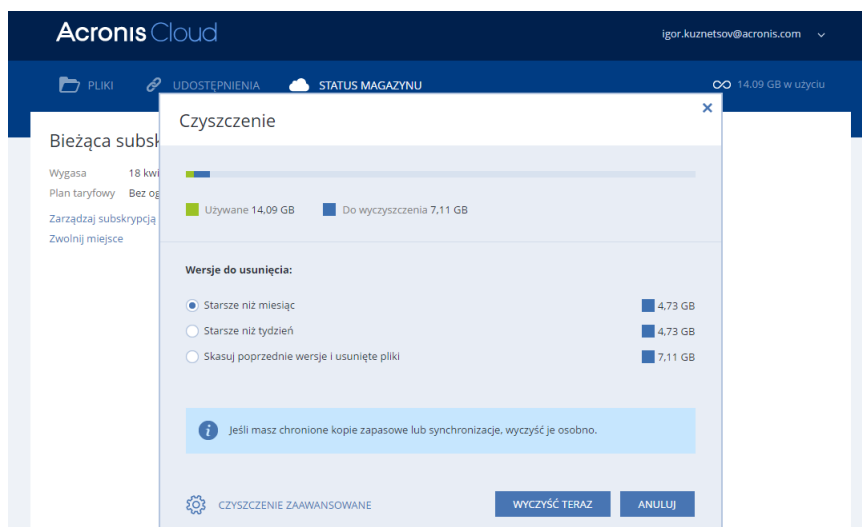 Acronis Cloud
igor.kuznetsov@acronis.com
PLIKI UDOSTĘPNIENIA STATUS MAGAZYNU 14.09 GB w użyciu
Czyszczenie
Bieżąca
Wygasa 18
Plan taryfowy Bez
Zarządzaj subskrypcją
Zwolnij miejsce
Używane 14,09 GB Do wyczyszczenia 7,11 GB
Wersje do usunięcia:
Starsze niż miesiąc 4,73 GB
Starsze niż tydzień 4,73 GB
Skasuj poprzednie wersje i usunięte pliki 7,11 GB
Jeśli masz chronione kopie zapasowe lub synchronizacje, wyczyść je osobno.
CZYSZCZENIE ZAAWANSOWANE WYCZYŚĆ TERAZ ANULUJ